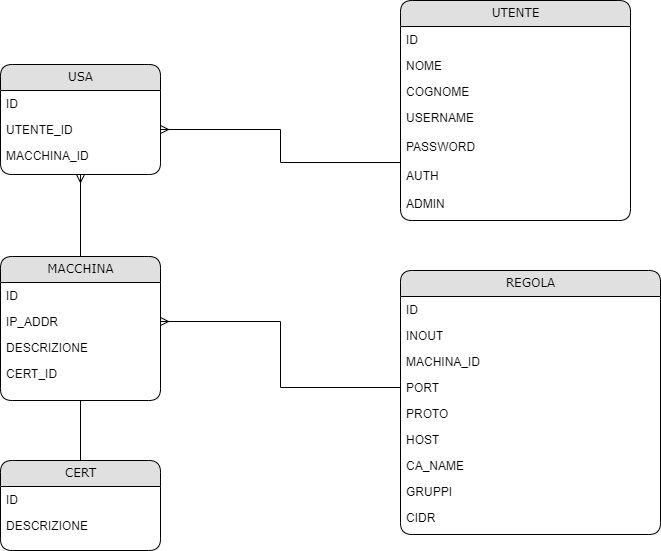 UTENTE
ID
NOME
COGNOME
USERNAME
PASSWORD
AUTH
ADMIN
USA
ID
UTENTE_ID
MACCHINA_ID
MACCHINA
ID
IP_ADDR
DESCRIZIONE
CERT_ID
REGOLA
ID
INOUT
MACHINA_ID
PORT
PROTO
HOST
CA_NAME
GRUPPI
CIDR
CERT
ID
DESCRIZIONE